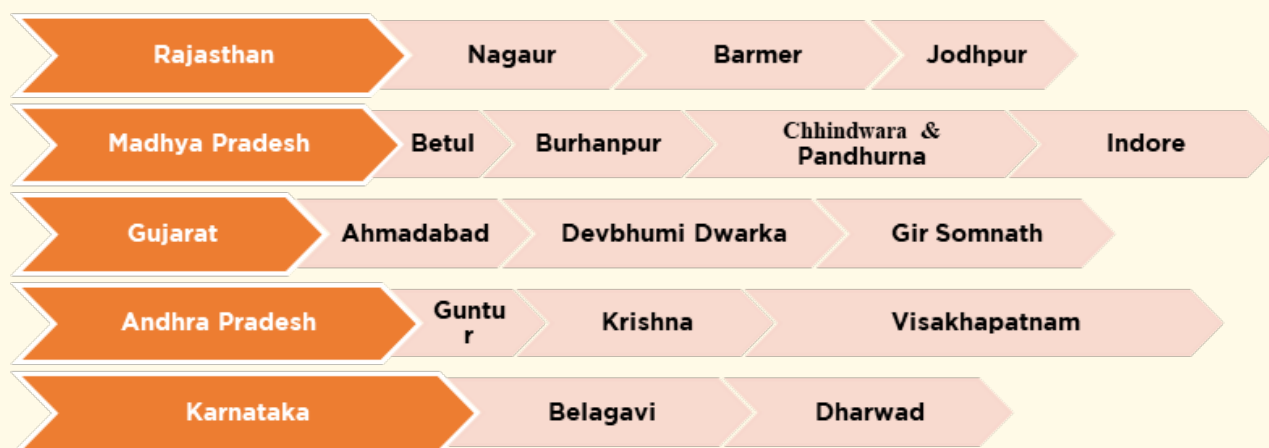 Rajasthan Nagaur Barmer Jodhpur
Madhya Pradesh Betul Burhanpur Chhindwara & Pandhurna Indore
Gujarat Ahmadabad Devbhumi Dwarka Gir Somnath
Andhra Pradesh Guntu
r Krishna Visakhapatnam
Karnataka Belagavi Dharwad